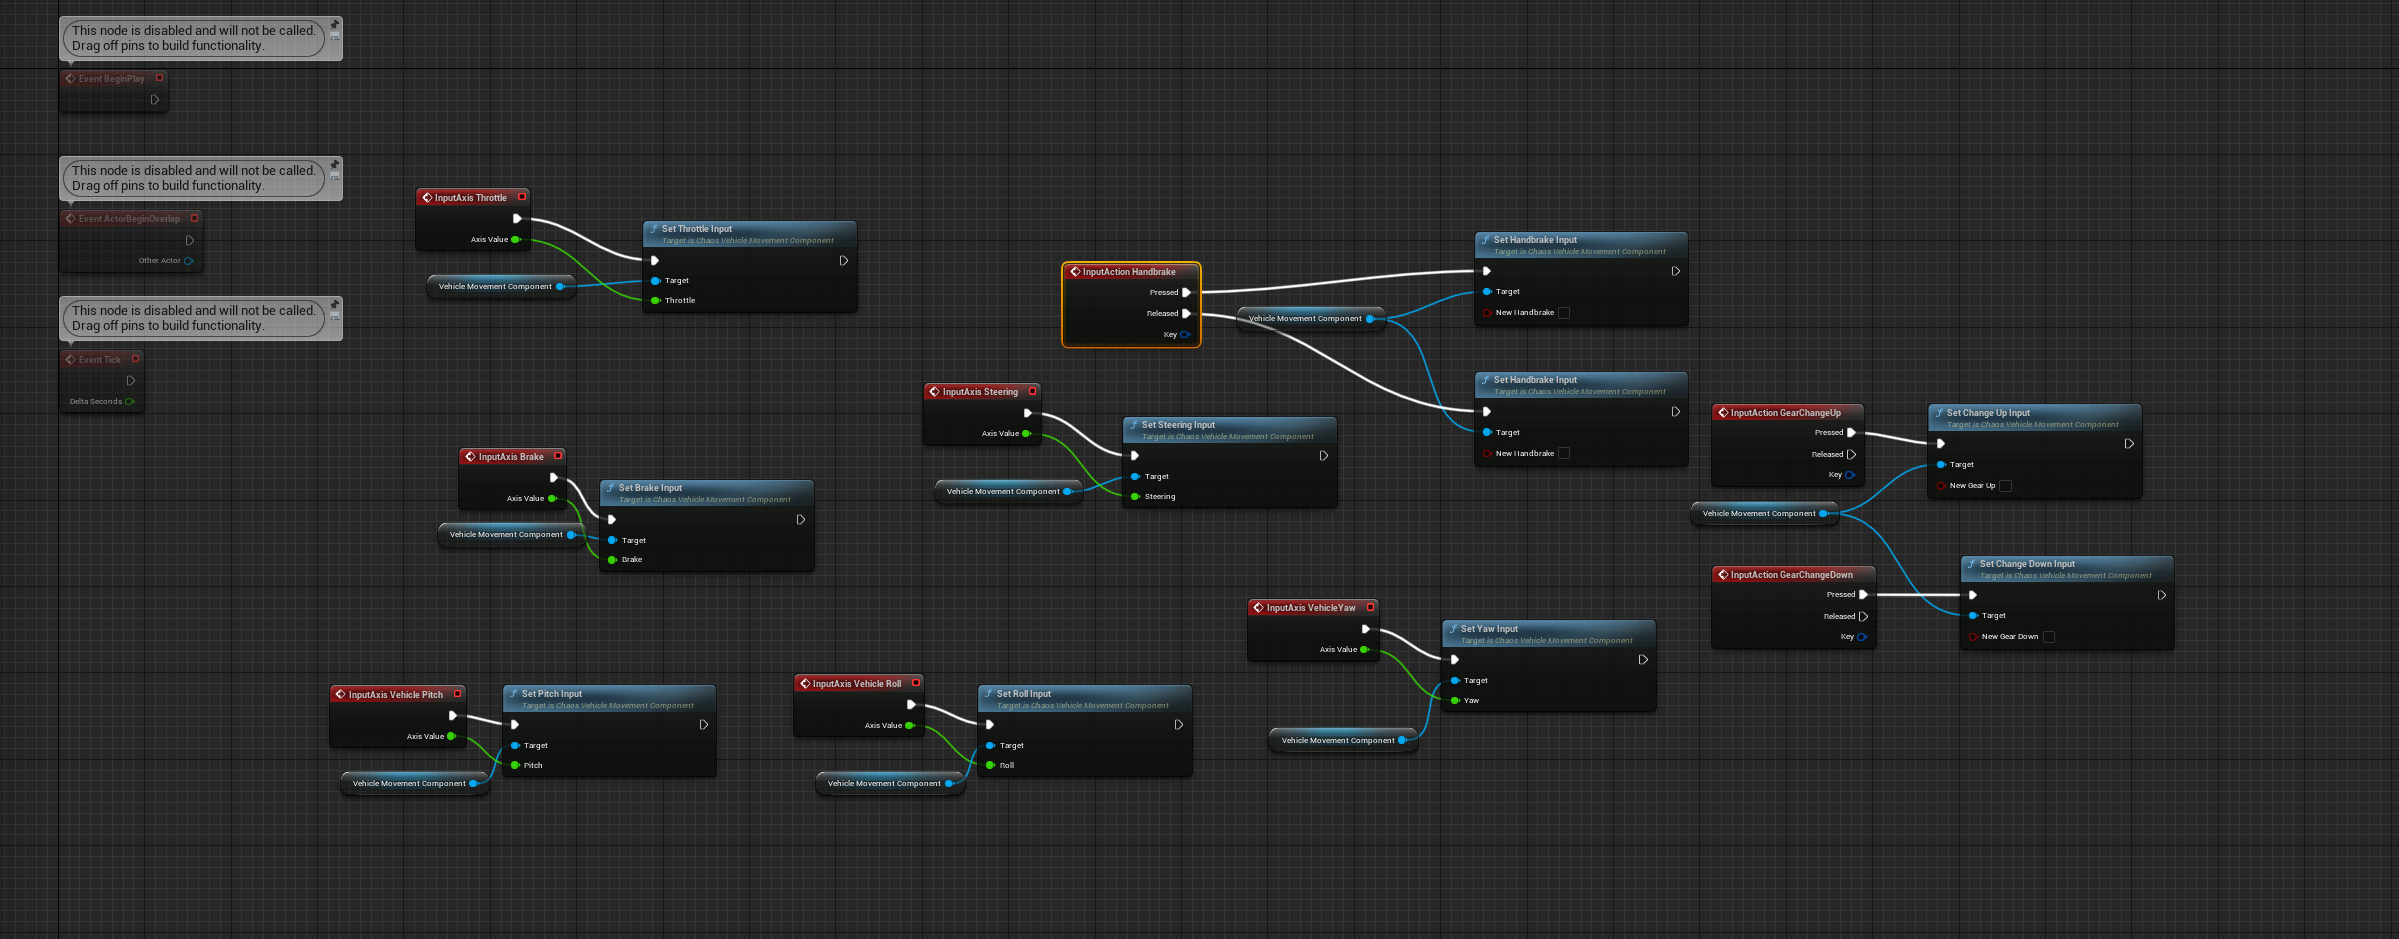 This node is disabled and will not be called.
Drag off pins to build functionality.
Event BeginPlay
This node is disabled and will not be called.
Drag off pins to build functionality.
Event ActorBeginOverlap
Other Actor
This node is disabled and will not be called.
Drag off pins to build functionality.
Event Tick
Delta Seconds
InputAxis Throttle
Axis Value
Vehicle Movement Component
Set Throttle Input
Target is Chaos Vehicle Movement Component
Target
Throttle
InputAxis Brake
Axis Value
Vehicle Movement Component
Set Brake Input
Target is Chaos Vehicle Movement Component
Target
Brake
InputAxis Vehicle Pitch
Axis Value
Vehicle Movement Component
Set Pitch Input
Target is Chaos Vehicle Movement Component
Target
Pitch
InputAxis Vehicle Roll
Axis Value
Vehicle Movement Component
Set Roll Input
Target is Chaos Vehicle Movement Component
Target
Roll
InputAxis Steering
Axis Value
Vehicle Movement Component
Set Steering Input
Target is Chaos Vehicle Movement Component
Target
Steering
InputAction Handbrake
Pressed
Released
Key
Vehicle Movement Component
Set Handbrake Input
Target is Chaos Vehicle Movement Component
Target
New Handbrake
Set Handbrake Input
Target is Chaos Vehicle Movement Component
Target
New Handbrake
InputAxis VehicleYaw
Axis Value
Vehicle Movement Component
Set Yaw Input
Target is Chaos Vehicle Movement Component
Target
Yaw
InputAction GearChangeUp
Pressed
Released
Key
Vehicle Movement Component
Set Change Up Input
Target is Chaos Vehicle Movement Component
Target
New Gear Up
InputAction GearChangeDown
Pressed
Released
Key
Set Change Down Input
Target is Chaos Vehicle Movement Component
Target
New Gear Down